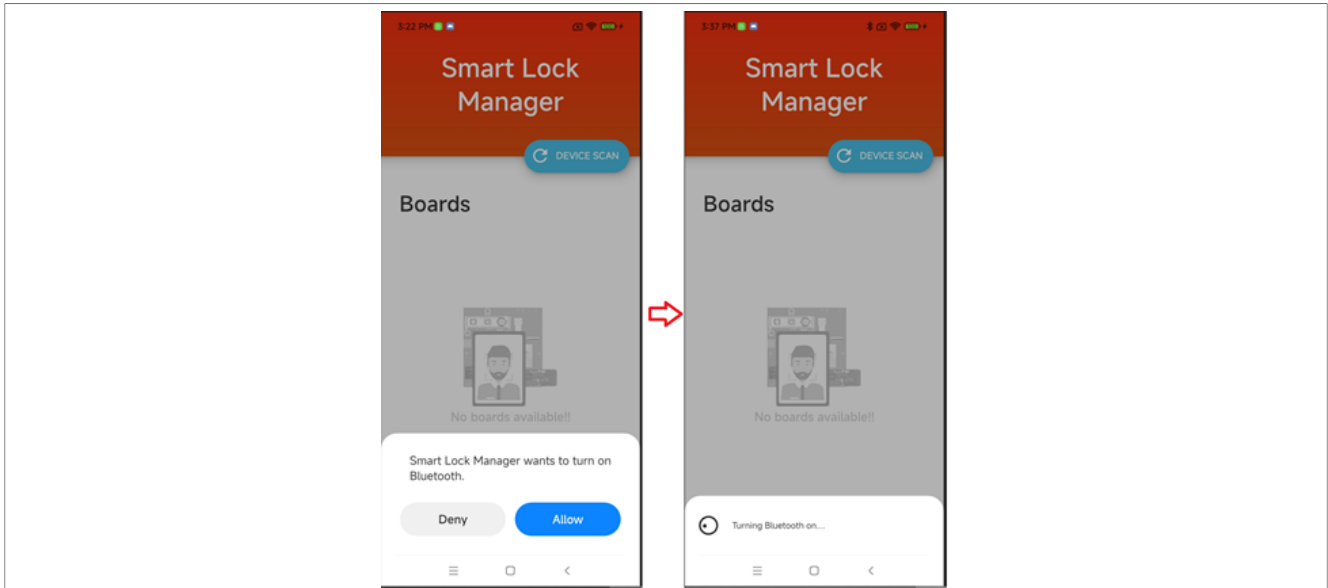 3:22 PM
Smart Lock
Manager
DEVICE SCAN
Boards
No boards available!!
Smart Lock Manager wants to turn on
Bluetooth.
Deny Allow
3:37 PM
Smart Lock
Manager
DEVICE SCAN
Boards
No boards available!!
Turning Bluetooth on...